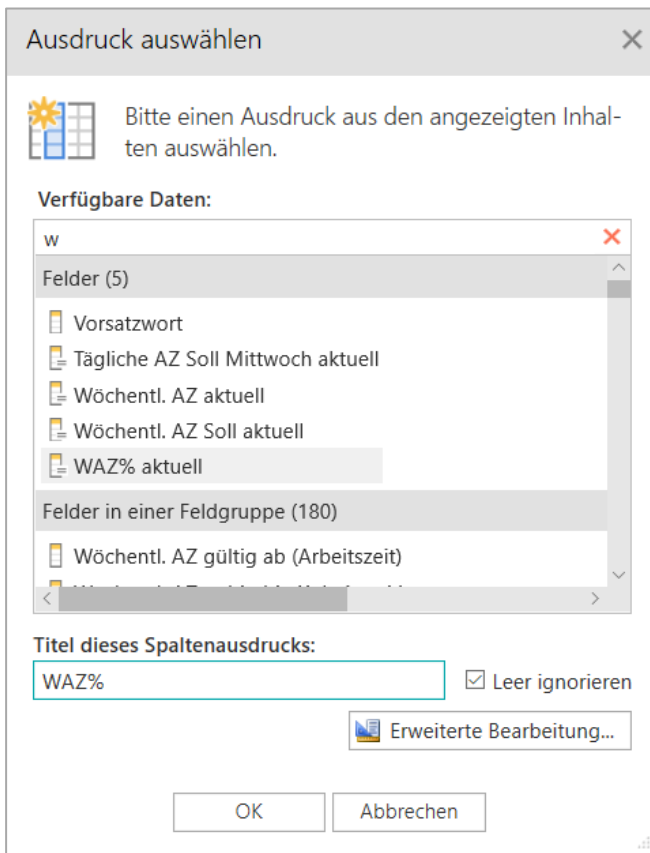 Ausdruck auswählen
Bitte einen Ausdruck aus den angezeigten Inhal-
ten auswählen.
Verfügbare Daten:
w
Felder (5)
Vorsatzwort
Tägliche AZ Soll Mittwoch aktuell
Wöchentl. AZ aktuell
Wöchentl. AZ Soll aktuell
WAZ% aktuell
Felder in einer Feldgruppe (180)
Wöchentl. AZ gültig ab (Arbeitszeit)
Titel dieses Spaltenausdrucks:
WAZ%
Leer ignorieren
Erweiterte Bearbeitung...
OK
Abbrechen